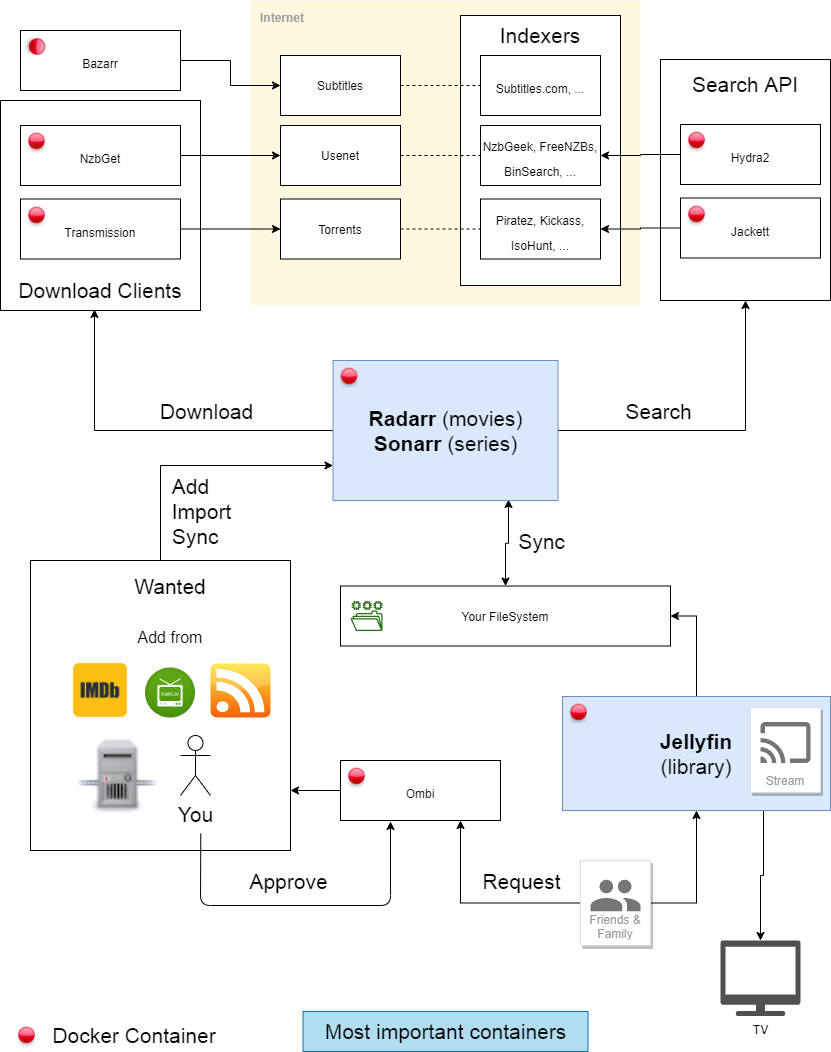 Internet
Indexers
Bazarr
Subtitles
Subtitles.com, ...
Search API
NzbGet
Usenet
NzbGeek, FreeNZBs,
BinSearch, ...
Hydra2
Transmission
Torrents
Piratez, Kickass,
IsoHunt, ...
Jackett
Download Clients
Download
Radarr (movies)
Sonarr (series)
Search
Add
Import
Sync
Sync
Wanted
Add from
IMDb
Your FileSystem
Jellyfin
(library)
Stream
You
Ombi
Approve
Request
Friends &
Family
TV
Docker Container
Most important containers